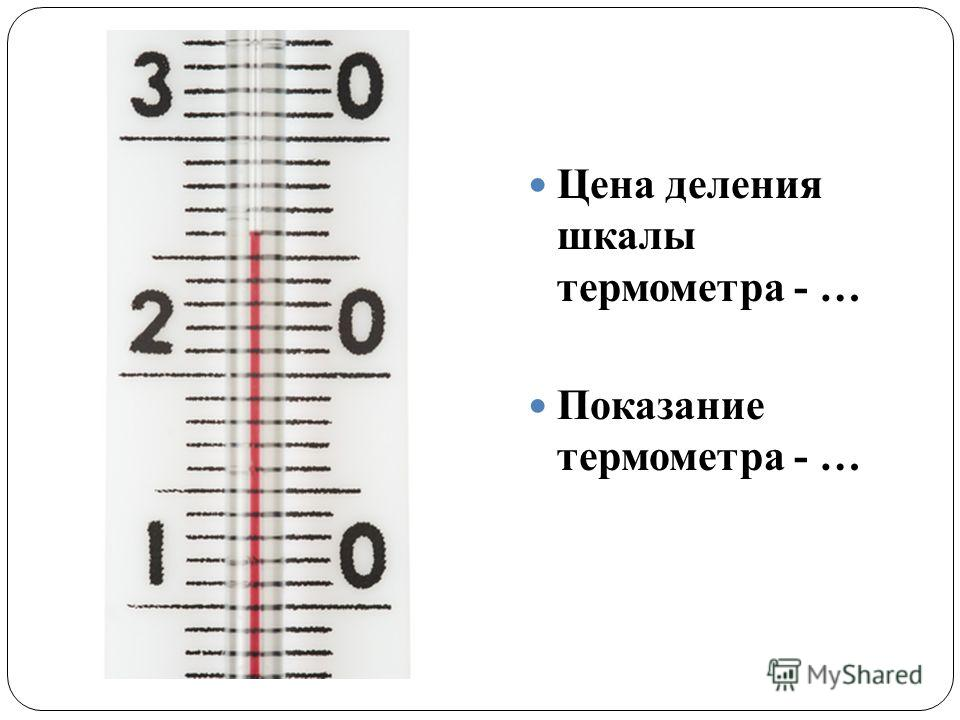 3 0
2 0
1 0
Цена деления
шкалы
термометра - …
Показание
термометра - …
MyShared